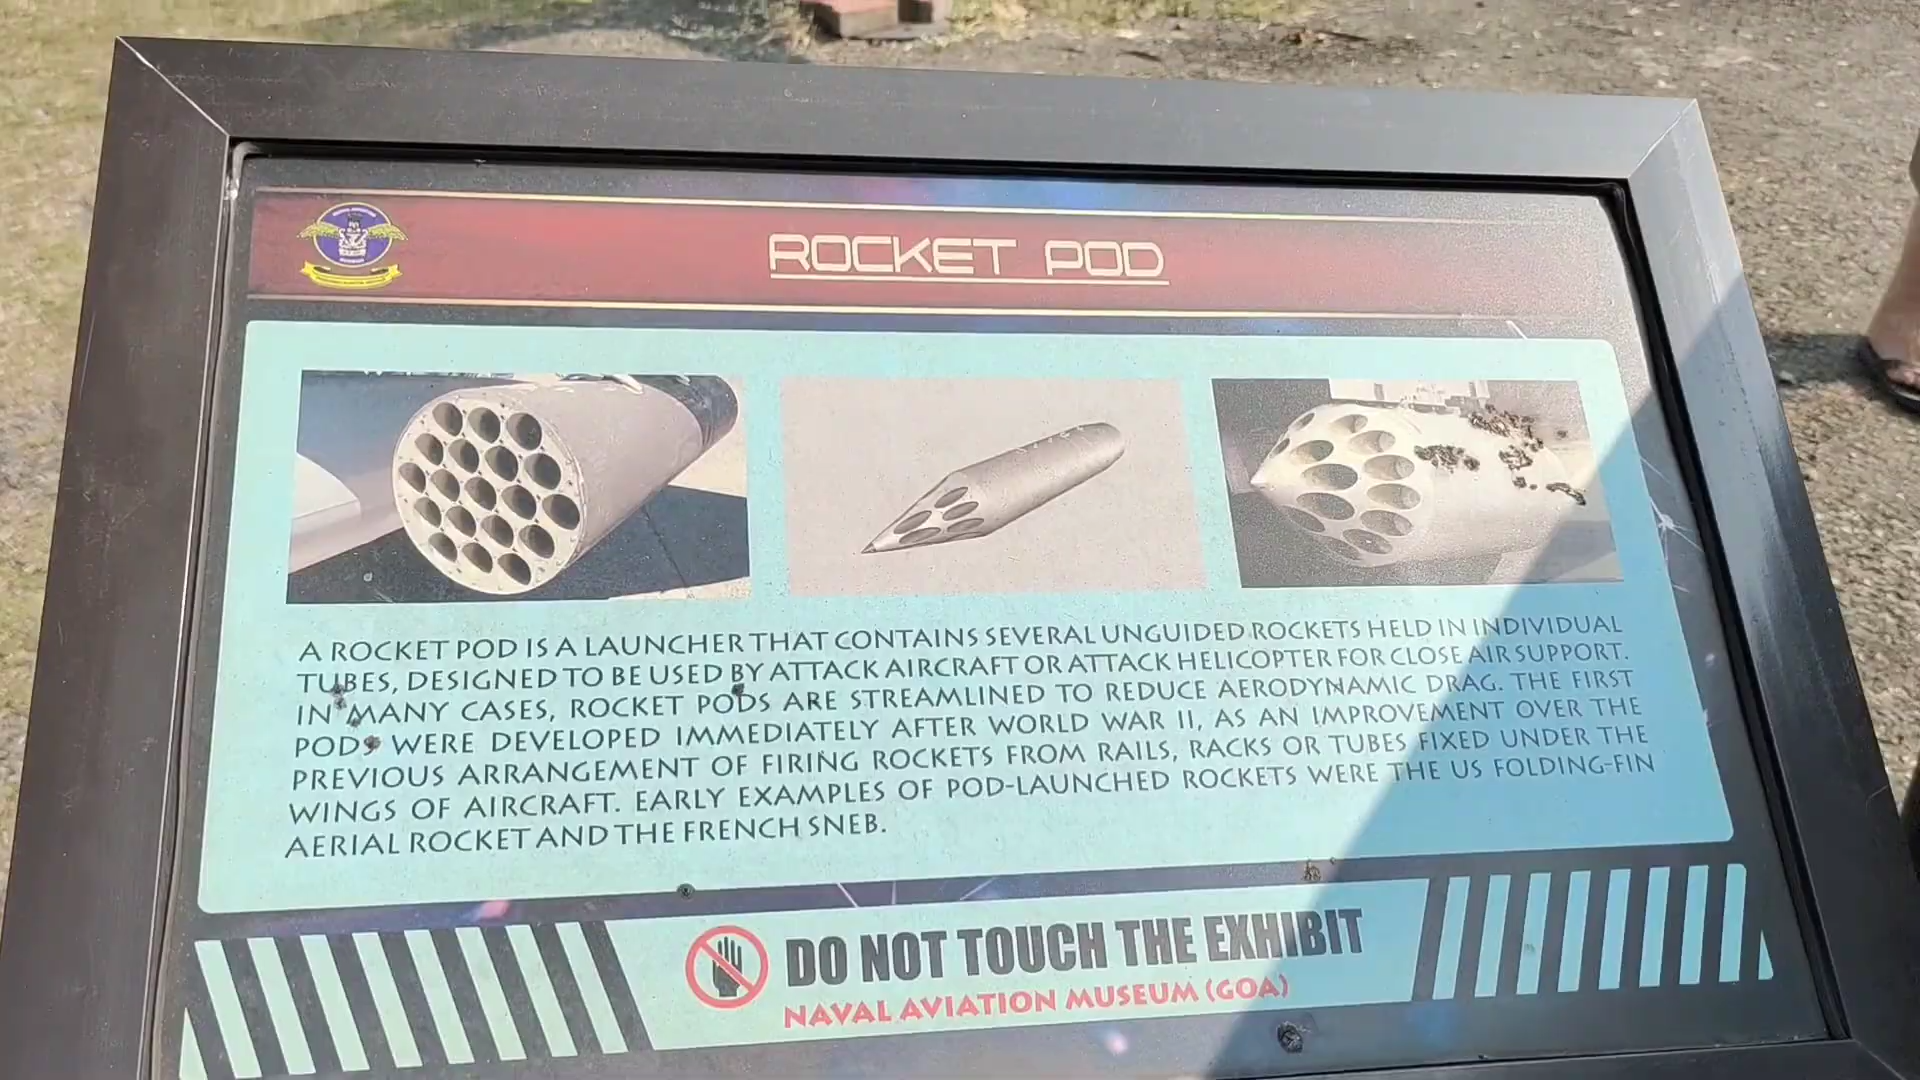 ROCKET POD
A ROCKET POD IS A LAUNCHER THAT CONTAINS SEVERAL UNGUIDED ROCKETS HELD IN INDIVIDUAL
TUBES, DESIGNED TO BE USED BY ATTACK AIRCRAFT OR ATTACK HELICOPTER FOR CLOSE AIR SUPPORT.
IN MANY CASES, ROCKET PODS ARE STREAMLINED TO REDUCE AERODYNAMIC DRAG. THE FIRST
PODS WERE DEVELOPED IMMEDIATELY AFTER WORLD WAR II, AS AN IMPROVEMENT OVER THE
PREVIOUS ARRANGEMENT OF FIRING ROCKETS FROM RAILS, RACKS OR TUBES FIXED UNDER THE
WINGS OF AIRCRAFT. EARLY EXAMPLES OF POD-LAUNCHED ROCKETS WERE THE US FOLDING-FIN
AERIAL ROCKET AND THE FRENCH SNEB.
DO NOT TOUCH THE EXHIBIT
NAVAL AVIATION MUSEUM (GOA)